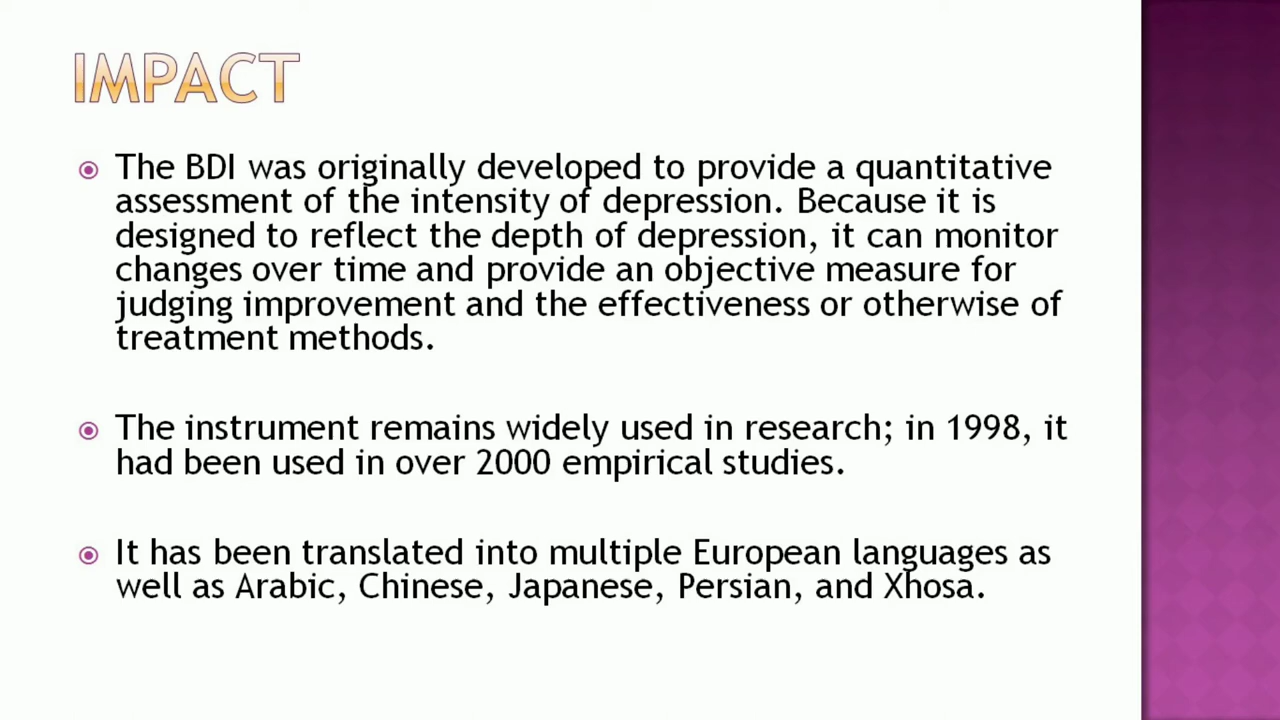 IMPACT
The BDI was originally developed to provide a quantitative
assessment of the intensity of depression. Because it is
designed to reflect the depth of depression, it can monitor
changes over time and provide an objective measure for
judging improvement and the effectiveness or otherwise of
treatment methods.
The instrument remains widely used in research; in 1998, it
had been used in over 2000 empirical studies.
It has been translated into multiple European languages as
well as Arabic, Chinese, Japanese, Persian, and Xhosa.